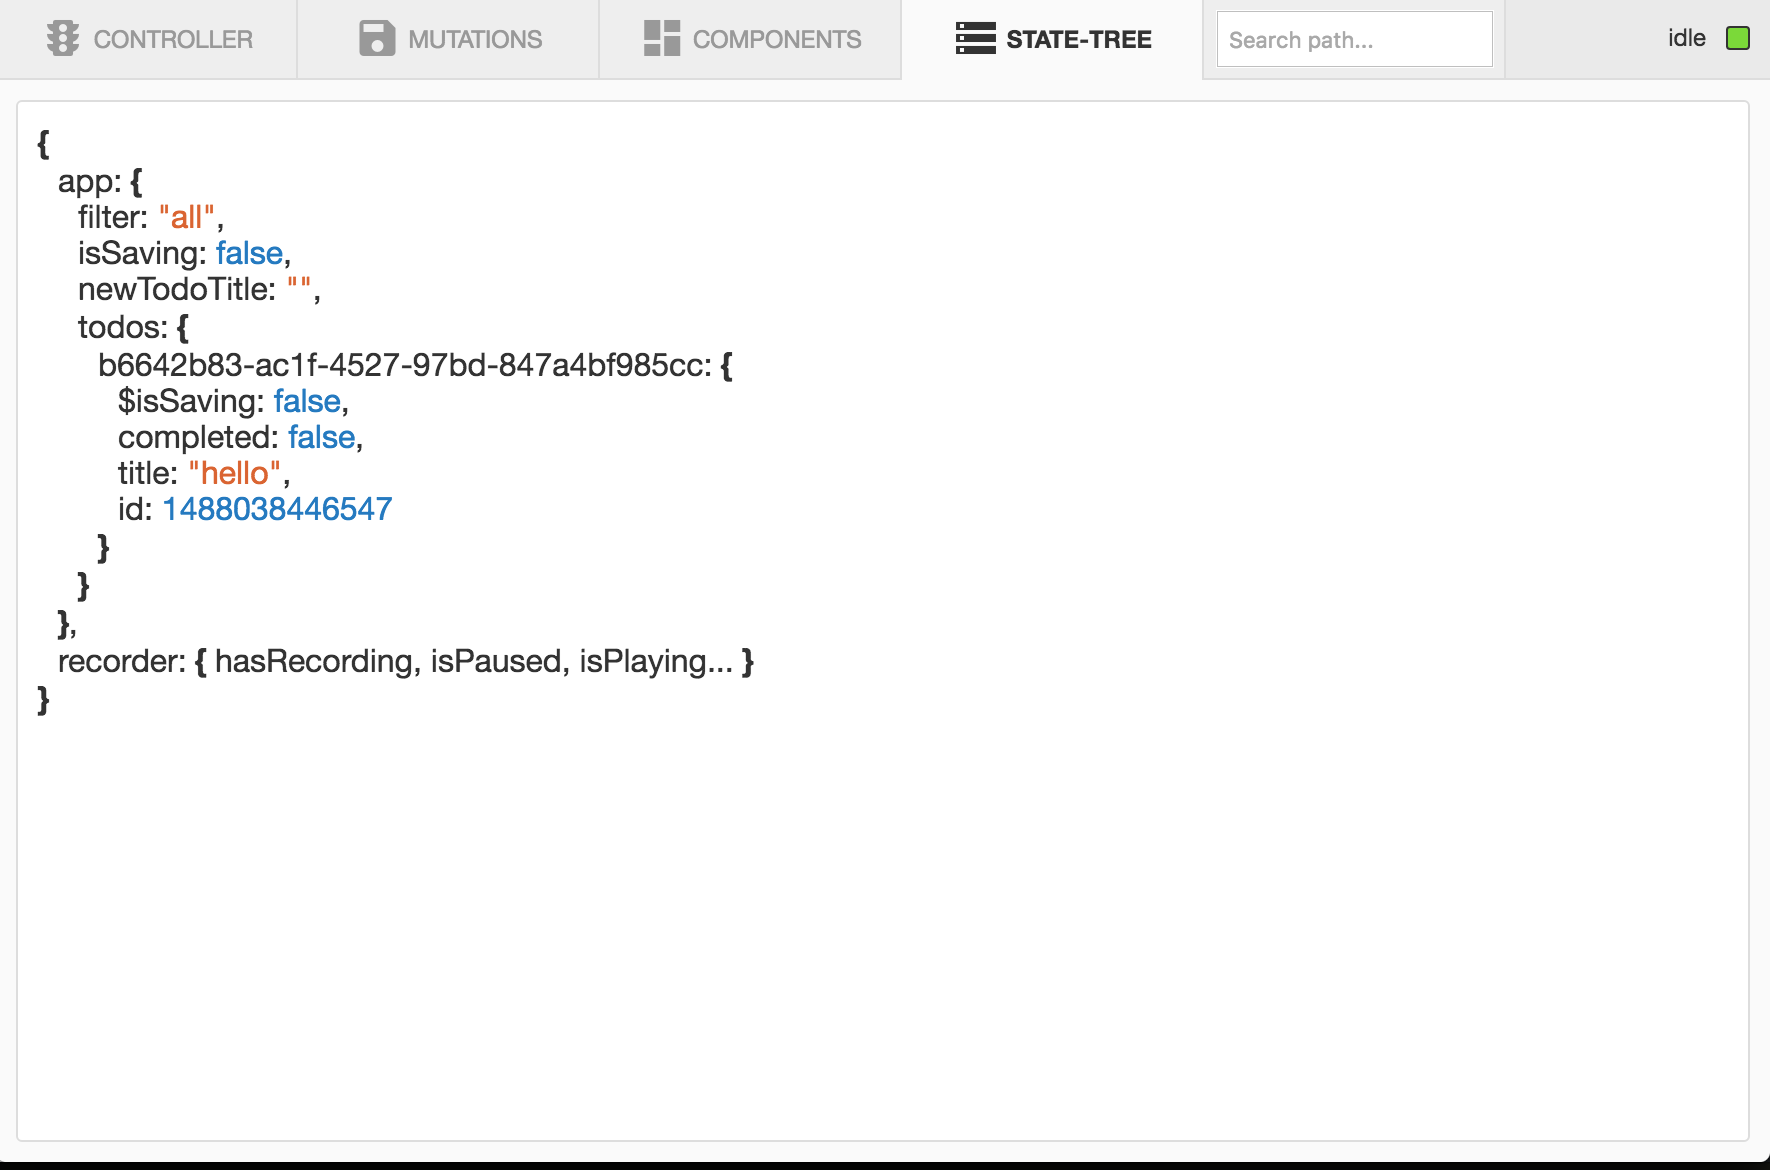 CONTROLLER MUTATIONS COMPONENTS STATE-TREE Search path... idle
{
app: {
filter: "all",
isSaving: false,
newTodoTitle: "",
todos: {
b6642b83-ac1f-4527-97bd-847a4bf985cc: {
$isSaving: false,
completed: false,
title: "hello",
id: 1488038446547
}
}
},
recorder: { hasRecording, isPaused, isPlaying... }
}